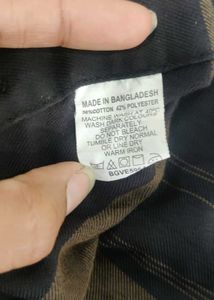 MADE IN BANGLADESH
COTTON 42% POLYESTER
MACHINE WASH AT 40°C
WASH DARK COLOURS
SEPARATELY
DO NOT BLEACH
TUMBLE DRY NORMAL
OR LINE DRY
WARM IRON